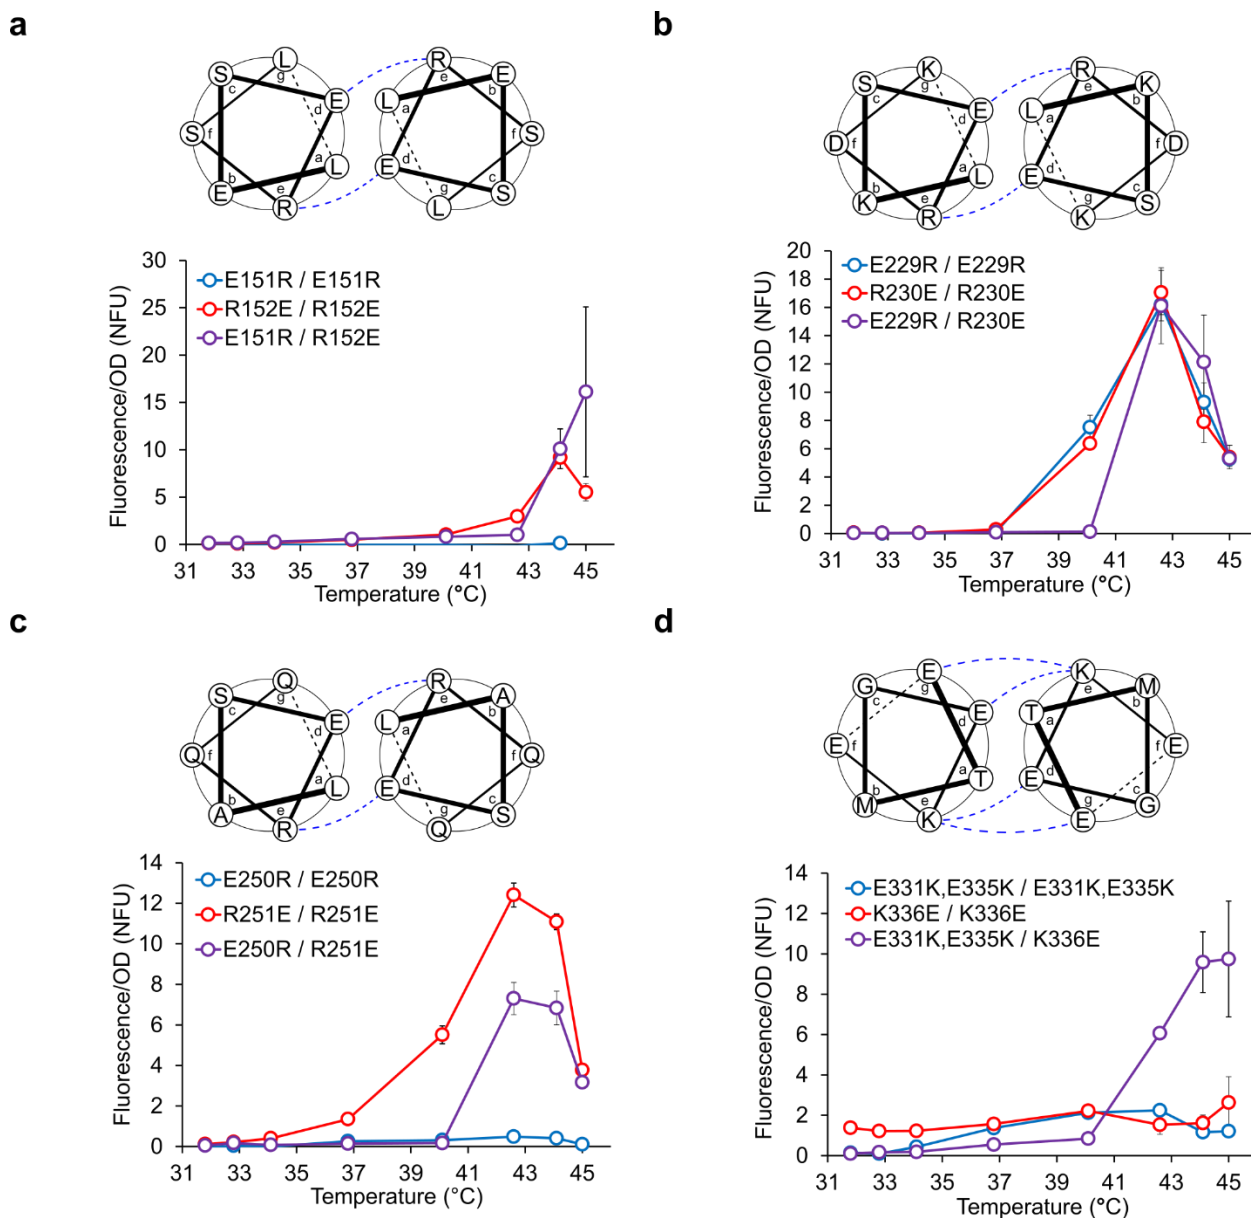 a
L R
S g e E
c b
E L
d a
S f f S
a d
L E
b c
E e g S
R L
30
25
20
15
10
5
0
Fluorescence/OD (NFU)
E151R / E151R
R152E / R152E
E151R / R152E
31 33 35 37 39 41 43 45
Temperature (°C)
b
K R
S g e K
c b
E L
d a
D f f D
a d
L E
b c
K e g S
R K
20
18
16
14
12
10
8
6
4
2
0
Fluorescence/OD (NFU)
E229R / E229R
R230E / R230E
E229R / R230E
31 33 35 37 39 41 43 45
Temperature (°C)
c
Q R
S g e A
c b
E L
d a
Q f f Q
a d
L E
b c
A e g S
R Q
14
12
10
8
6
4
2
0
Fluorescence/OD (NFU)
E250R / E250R
R251E / R251E
E250R / R251E
31 33 35 37 39 41 43 45
Temperature (°C)
d
E K
G g e M
c b
E T
d a
E f f E
a d
T E
b c
M e g G
K E
14
12
10
8
6
4
2
0
Fluorescence/OD (NFU)
E331K,E335K / E331K,E335K
K336E / K336E
E331K,E335K / K336E
31 33 35 37 39 41 43 45
Temperature (°C)